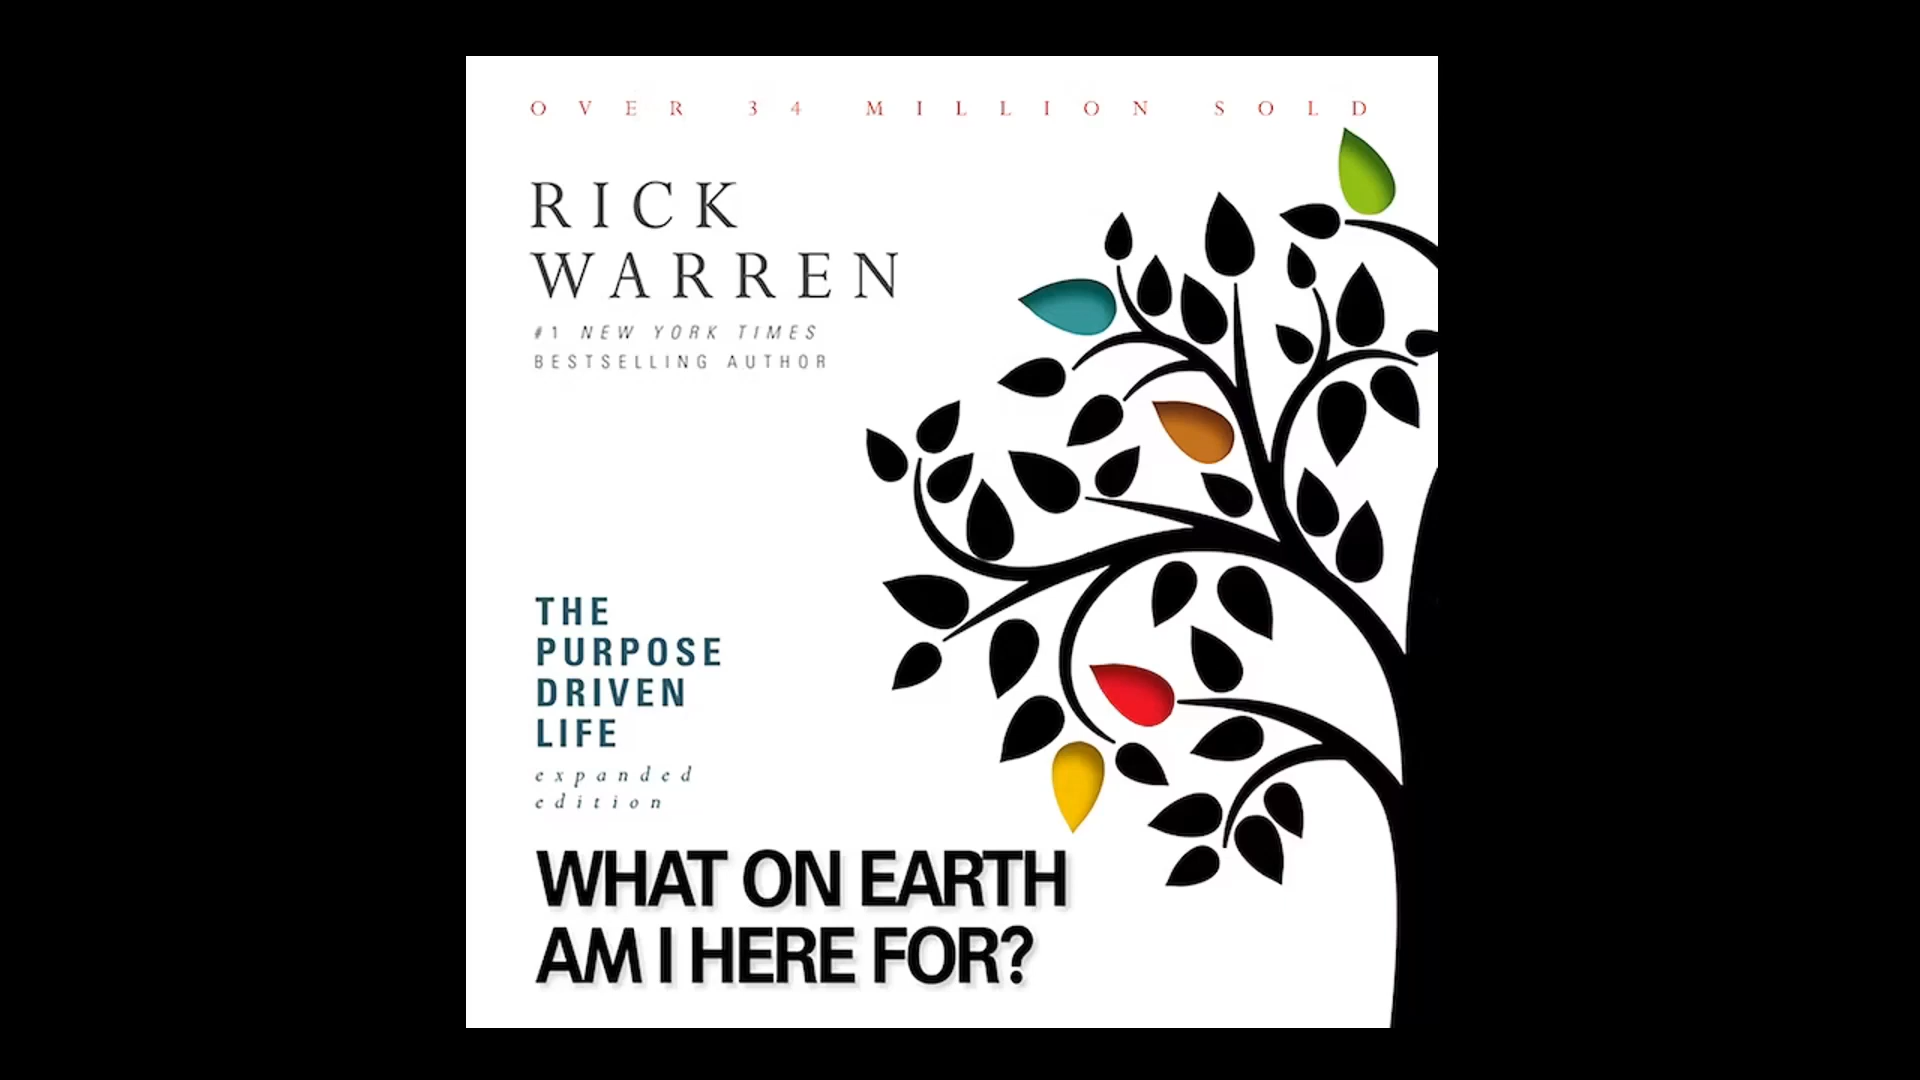 OVER 34 MILLION SOLD
RICK
WARREN
#1 NEW YORK TIMES
BESTSELLING AUTHOR
THE
PURPOSE
DRIVEN
LIFE
expanded
edition
WHAT ON EARTH
AM I HERE FOR?